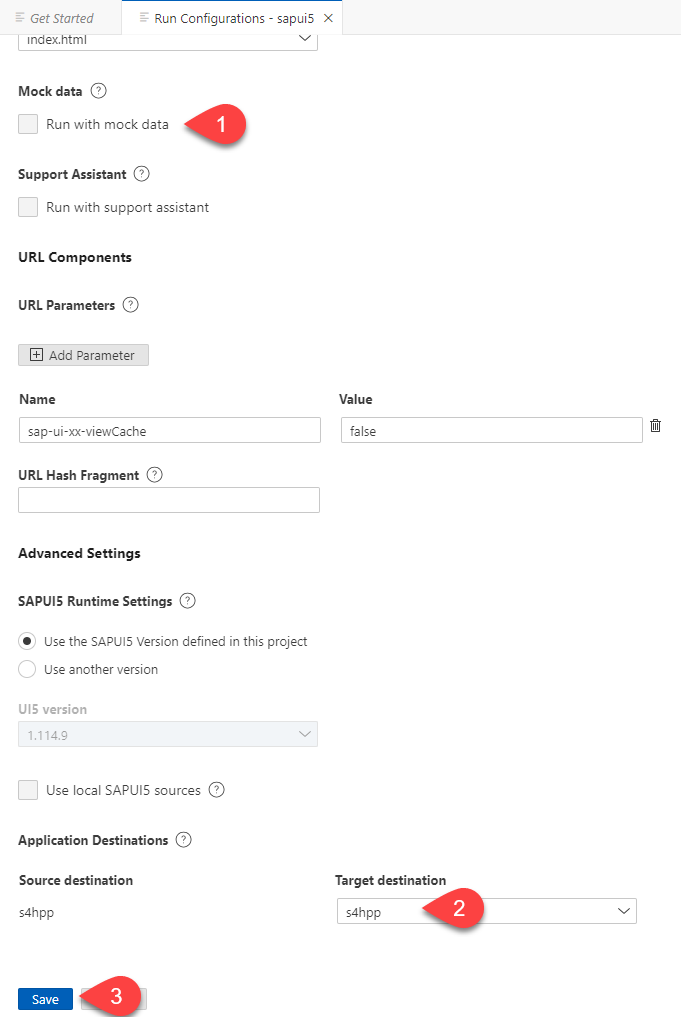 Get Started
Run Configurations - sapui5
index.html
Mock data
Run with mock data
1
Support Assistant
Run with support assistant
URL Components
URL Parameters
Add Parameter
Name Value
sap-ui-xx-viewCache false
URL Hash Fragment
Advanced Settings
SAPUI5 Runtime Settings
Use the SAPUI5 Version defined in this project
Use another version
UI5 version
1.114.9
Use local SAPUI5 sources
Application Destinations
Source destination Target destination
s4hpp s4hpp
2
Save
3